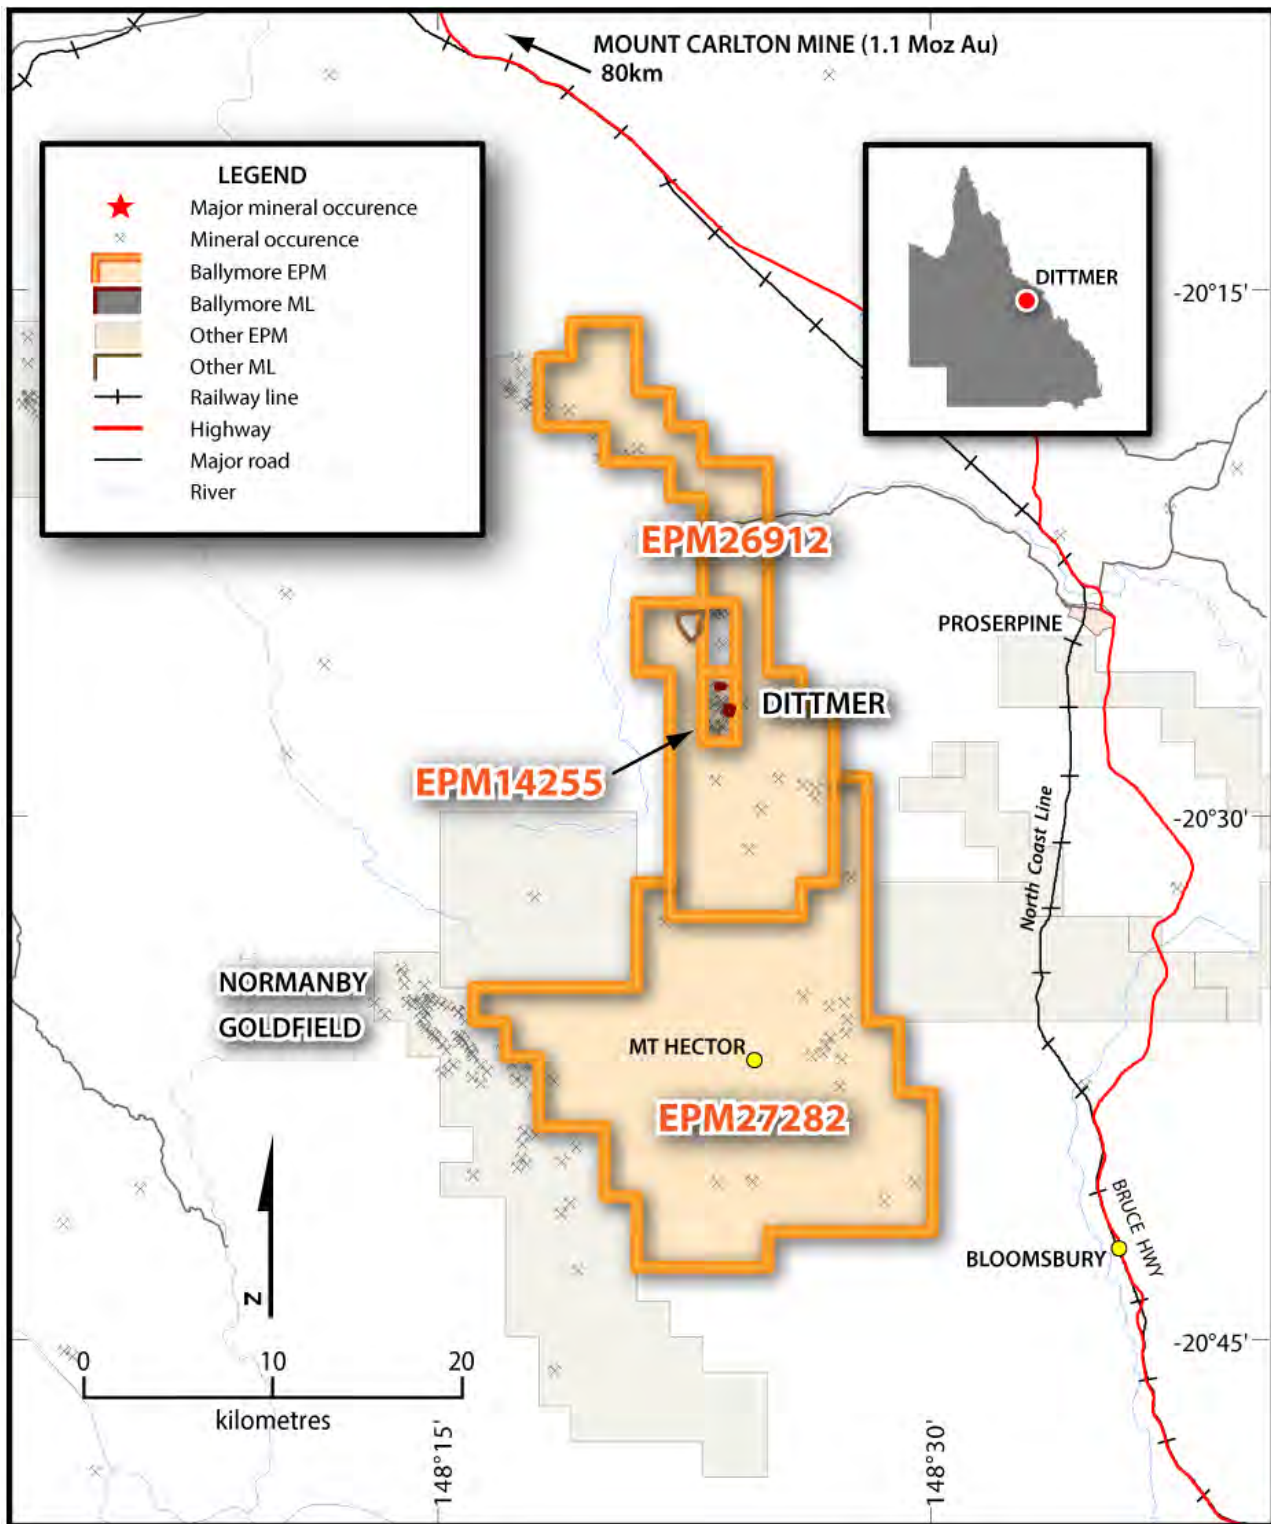 MOUNT CARLTON MINE (1.1 Moz Au)
80km
LEGEND
Major mineral occurence
Mineral occurence
Ballymore EPM
Ballymore ML
Other EPM
Other ML
Railway line
Highway
Major road
River
DITTMER
-20°15'
EPM26912
PROSERPINE
DITTMER
EPM14255
-20°30'
North Coast Line
NORMANBY
GOLDFIELD
MT HECTOR
EPM27282
BRUCE HWY
BLOOMSBURY
N
-20°45'
0 10 20
kilometres
148°15'
148°30'